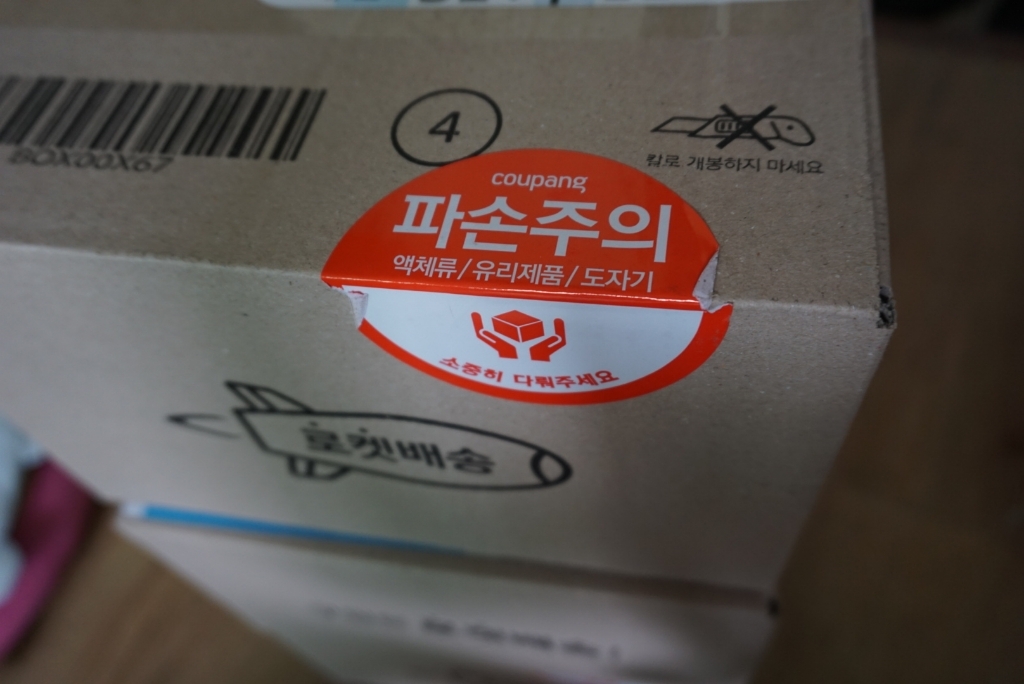 BOX00X67
4
칼로 개봉하지 마세요
coupang
파손주의
액체류/유리제품/도자기
소중히 다뤄주세요
로켓배송